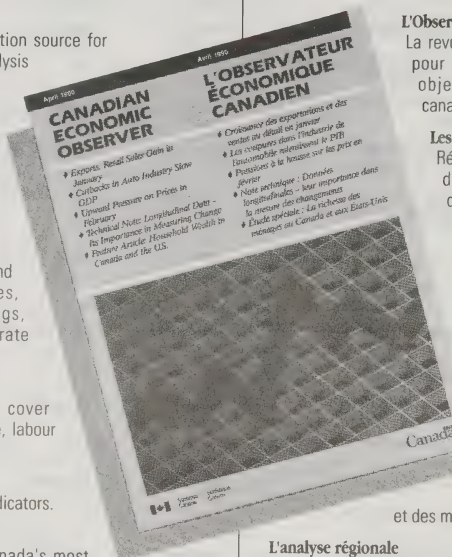 tion source for
lysis
nd
es,
gs,
rate
cover
e, labour
dicators.
nada's most
April 1990
CANADIAN
ECONOMIC
OBSERVER
♦ Exports, Retail Sales Gain in
January
♦ Cutbacks in Auto Industry Slow
GDP
♦ Upward Pressure on Prices in
February
♦ Technical Note: Longitudinal Data -
Its Importance in Measuring Change
♦ Feature Article: Household Wealth in
Canada and the U.S.
Avril 1990
L'OBSERVATEUR
ÉCONOMIQUE
CANADIEN
♦ Croissance des exportations et des
ventes au détail en janvier
♦ Les coupures dans l'industrie de
l'automobile ralentissent le PIB
♦ Pressions à la hausse sur les prix en
février
♦ Note technique : Données
longitudinales - leur importance dans
la mesure des changements
♦ Étude spéciale : La richesse des
ménages au Canada et aux États-Unis
Statistics Statistique
Canada Canada
Canada
L'Obser
La revu
pour
obje
cana
Les
Ré
d
c
et des m
L'analyse régionale